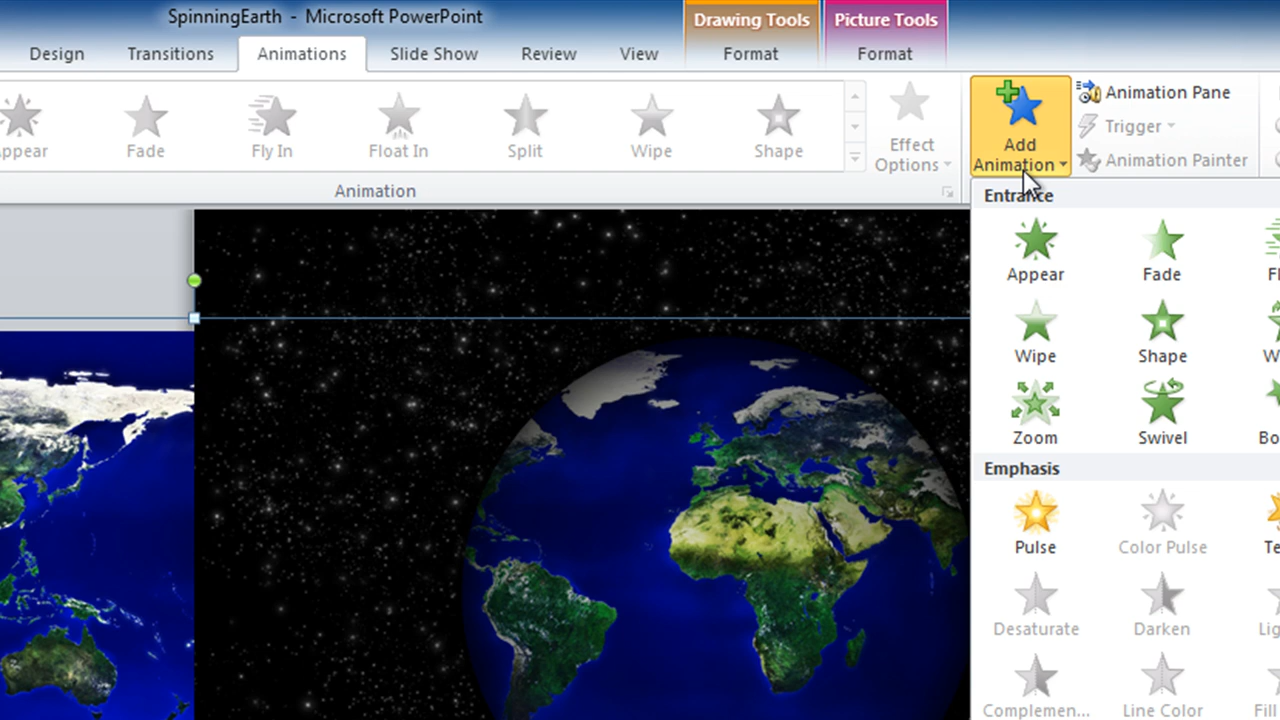 SpinningEarth - Microsoft PowerPoint
Drawing Tools
Picture Tools
Design
Transitions
Animations
Slide Show
Review
View
Format
Format
Appear
Fade
Fly In
Float In
Split
Wipe
Shape
Effect
Options
Add
Animation
Animation Pane
Trigger
Animation Painter
Animation
Entrance
Appear
Fade
Wipe
Shape
Zoom
Swivel
Emphasis
Pulse
Color Pulse
Desaturate
Darken
Complemen...
Line Color
Fill